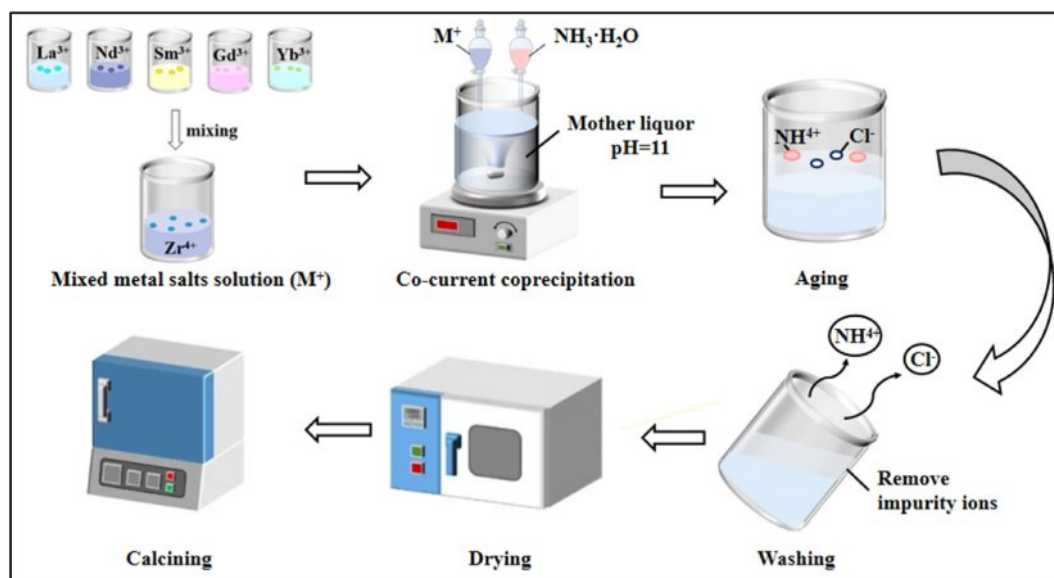 La³⁺ Nd³⁺ Sm³⁺ Gd³⁺ Yb³⁺
mixing
Zr⁴⁺
Mixed metal salts solution (M⁺)
M⁺ NH₃·H₂O
Mother liquor
pH=11
Co-current coprecipitation
NH⁴⁺ Cl⁻
Aging
NH⁴⁺
Cl⁻
Remove
impurity ions
Washing
Drying
Calcining